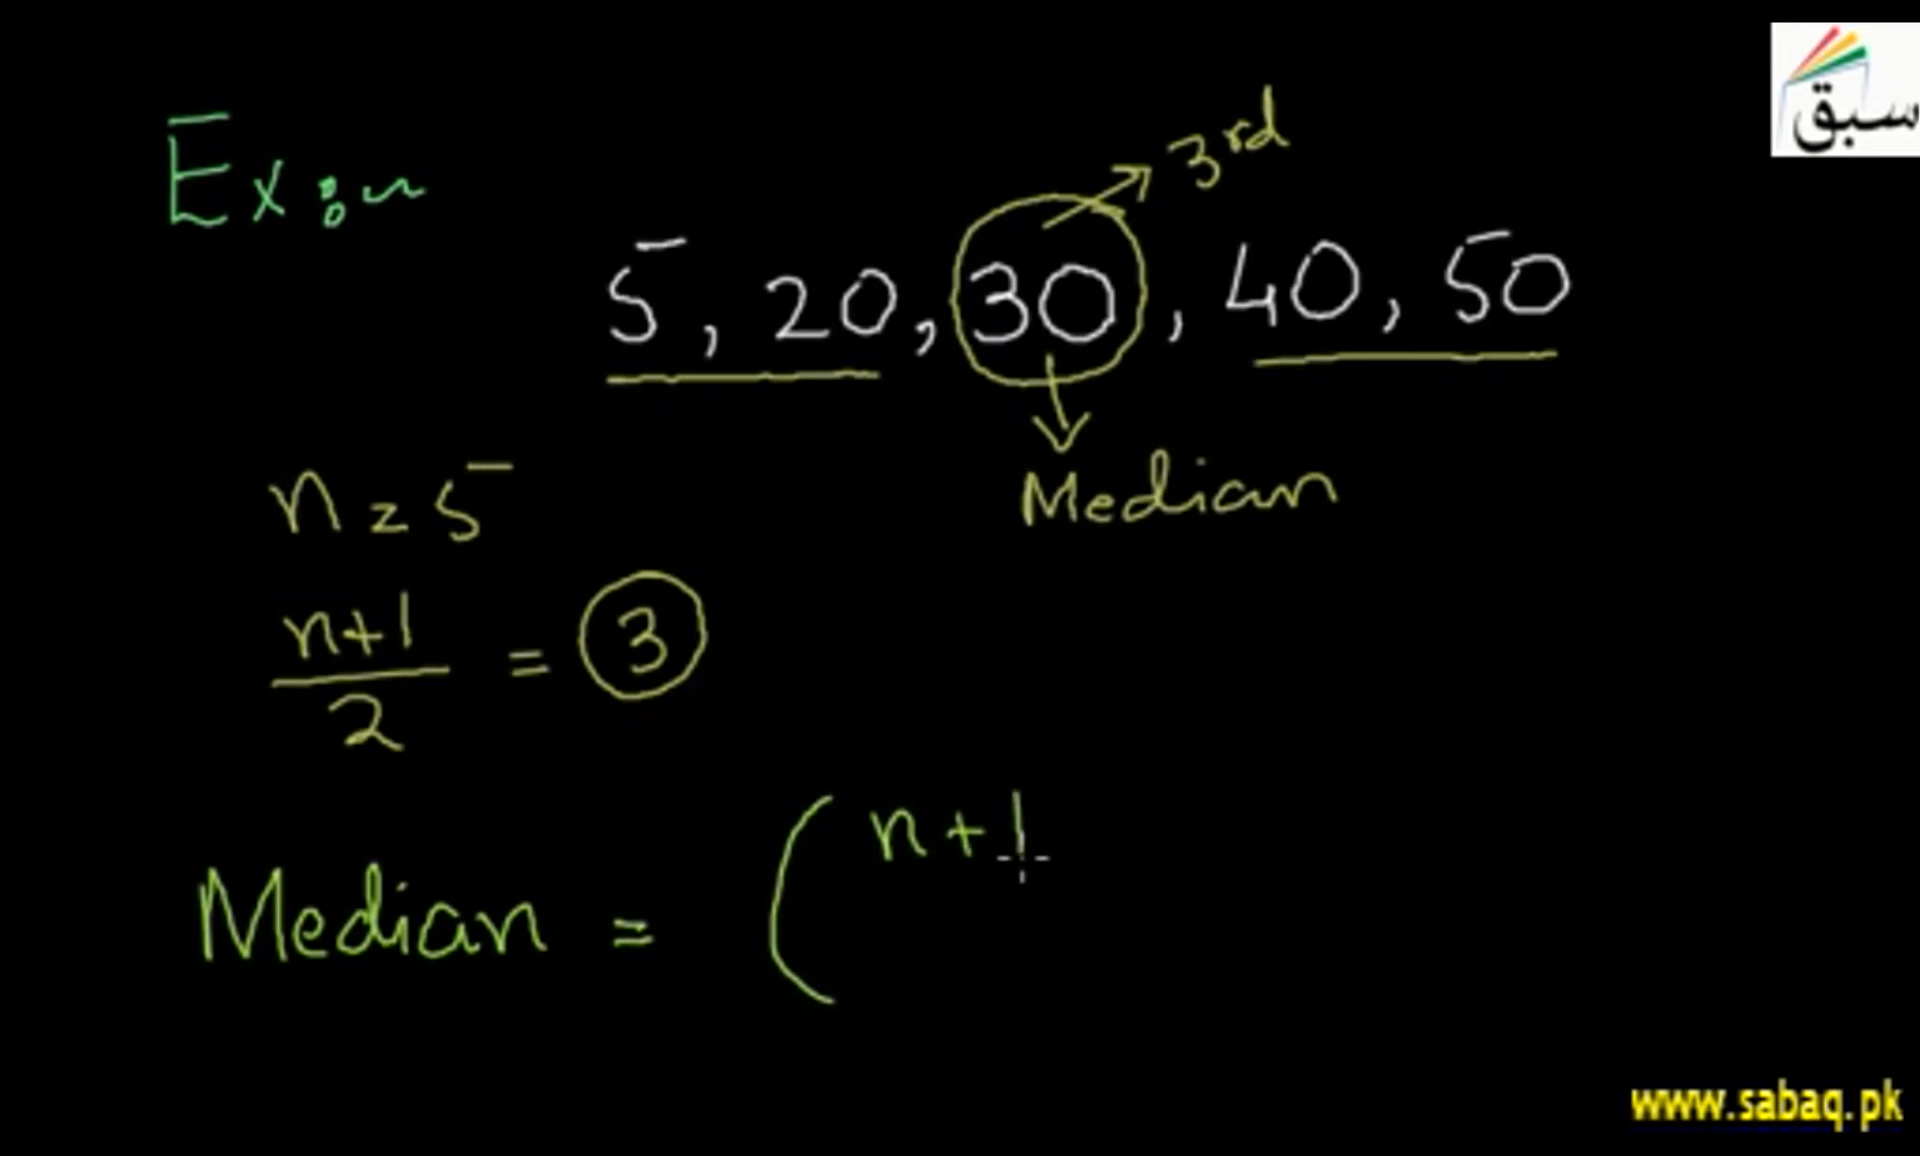 سبق
3rd
Ex:~
5, 20, 30, 40, 50
Median
n = 5
n+1
2
= 3
Median = ( n+1
www.sabaq.pk